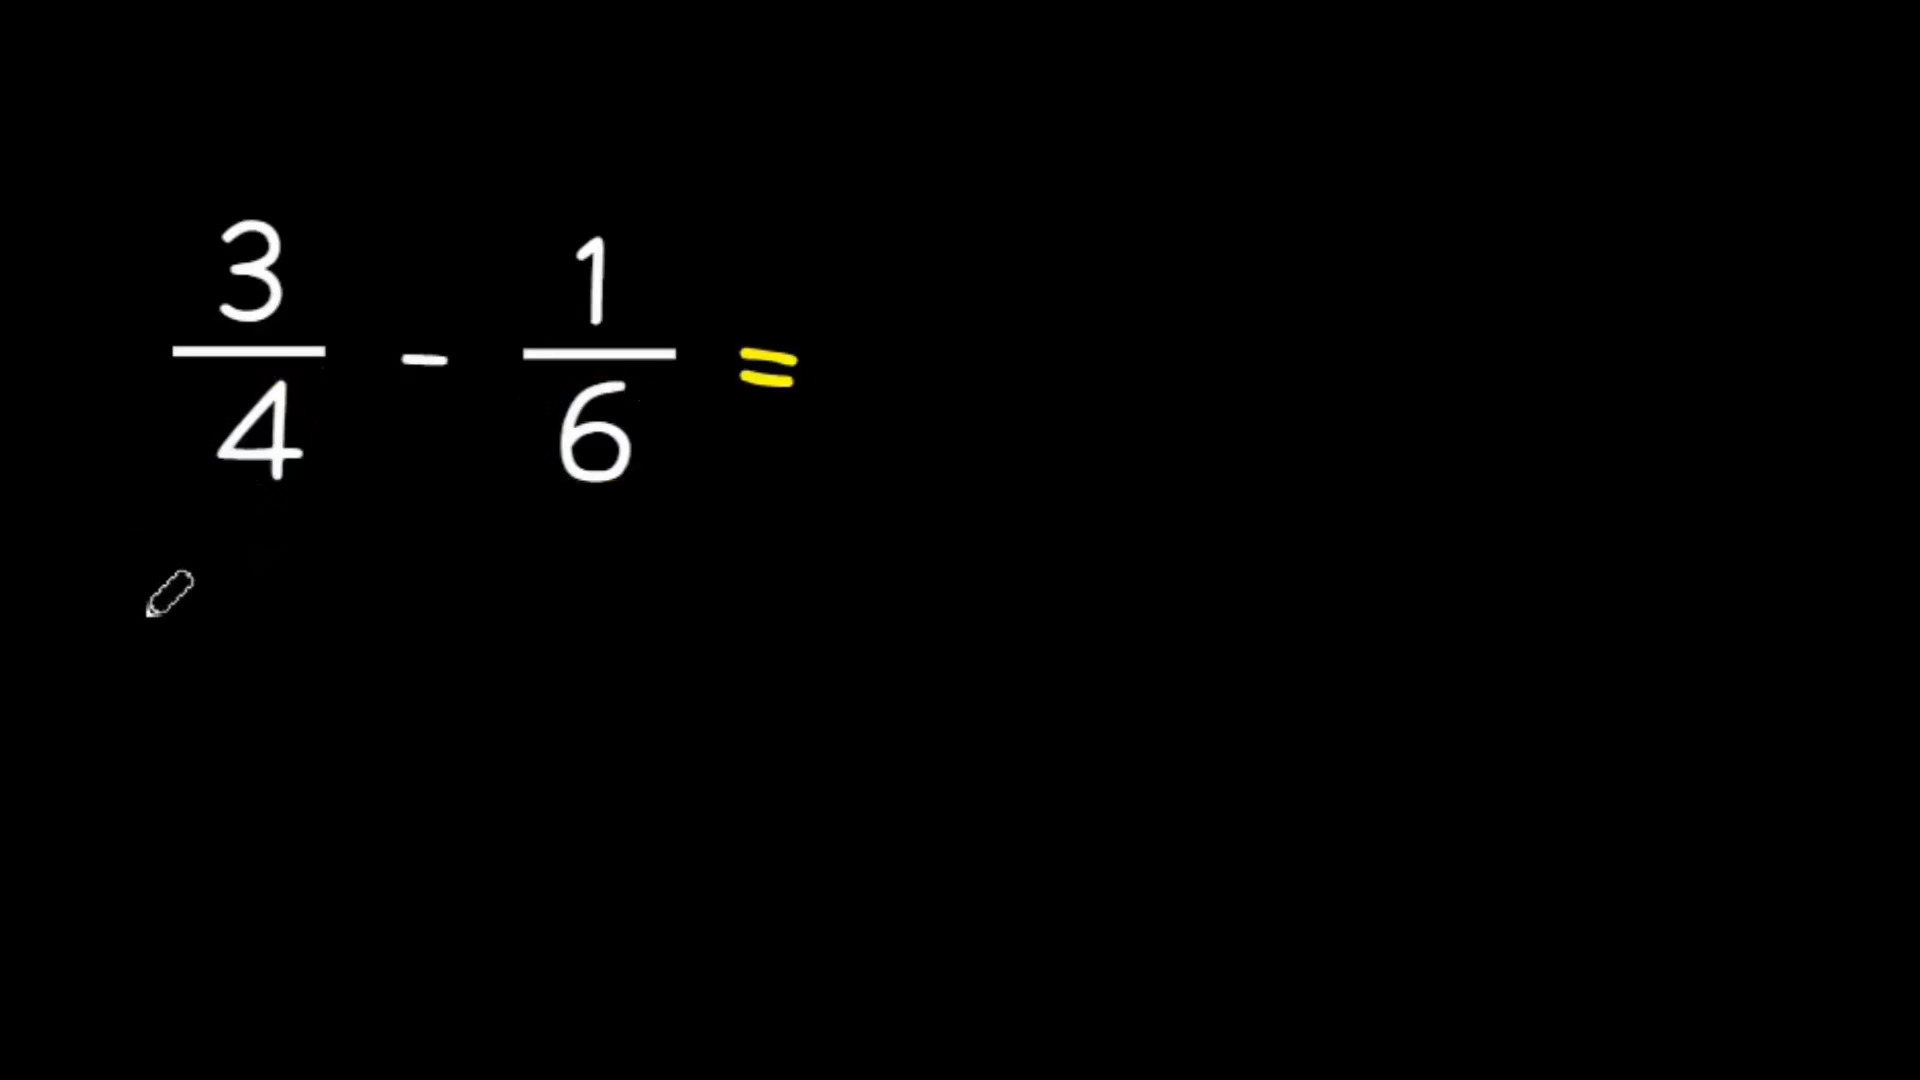 3/4 - 1/6 =